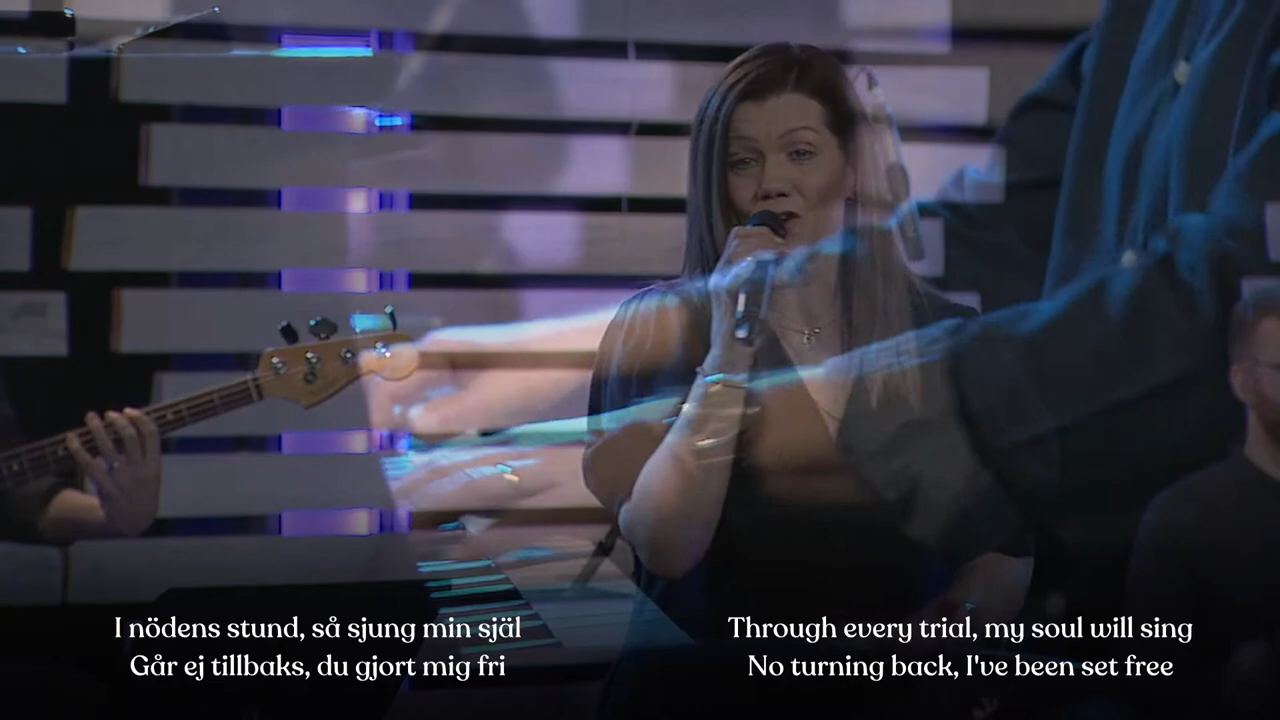 I nödens stund, så sjung min själ
Går ej tillbaks, du gjort mig fri
Through every trial, my soul will sing
No turning back, I've been set free